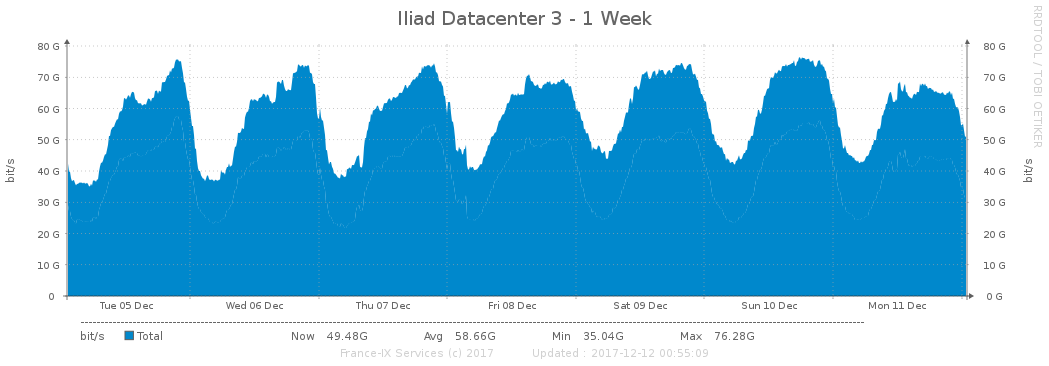 Iliad Datacenter 3 - 1 Week
RRDTOOL / TOBI OETIKER
bit/s
bit/s
80 G 80 G
70 G 70 G
60 G 60 G
50 G 50 G
40 G 40 G
30 G 30 G
20 G 20 G
10 G 10 G
0 0 G
Tue 05 Dec Wed 06 Dec Thu 07 Dec Fri 08 Dec Sat 09 Dec Sun 10 Dec Mon 11 Dec
bit/s Total Now 49.48G Avg 58.66G Min 35.04G Max 76.28G
France-IX Services (c) 2017 Updated : 2017-12-12 00:55:09